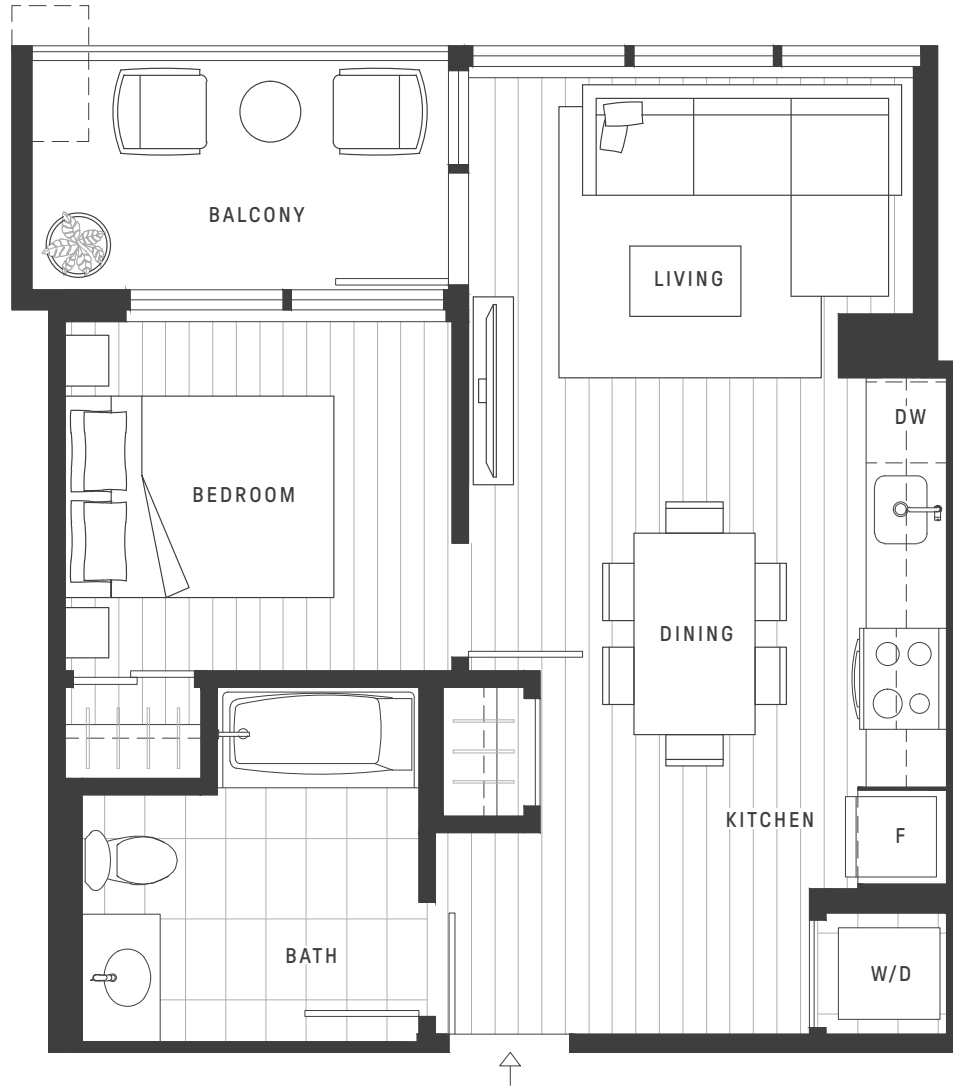 BALCONY
LIVING
DW
BEDROOM
DINING
KITCHEN
F
BATH
W/D